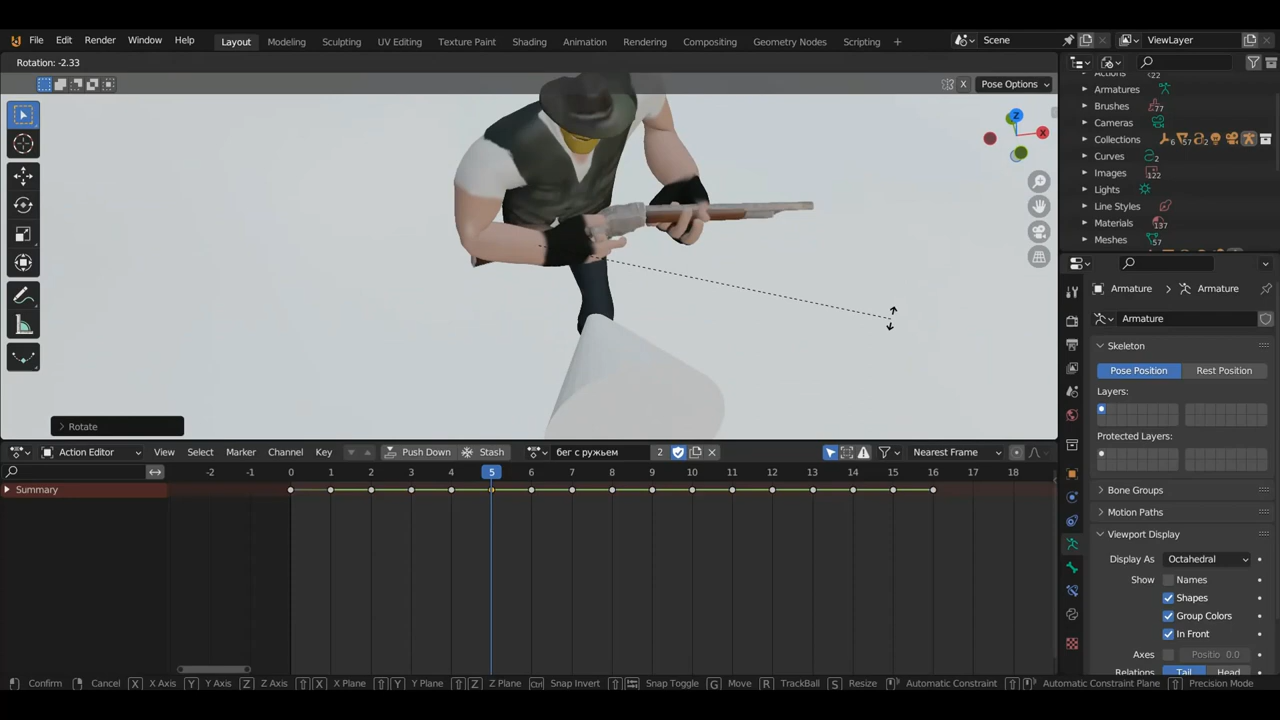 File Edit Render Window Help Layout Modeling Sculpting UV Editing Texture Paint Shading Animation Rendering Compositing Geometry Nodes Scripting + Scene ViewLayer
Rotation: -2.33
X Pose Options
Armatures
Brushes
Cameras
Collections
Curves
Images
Lights
Line Styles
Materials
Meshes
Armature Armature
Armature
Skeleton
Pose Position Rest Position
Layers:
Protected Layers:
Bone Groups
Motion Paths
Viewport Display
Display As Octahedral
Show Names
Shapes
Group Colors
In Front
Axes Positio 0.0
Relations Tail Head
Rotate
Action Editor View Select Marker Channel Key Push Down Stash бег с ружьем 2 Nearest Frame
-2 -1 0 1 2 3 4 5 6 7 8 9 10 11 12 13 14 15 16 17 18
Summary
Confirm Cancel X X Axis Y Y Axis Z Z Axis X X Plane Y Y Plane Z Z Plane Ctrl Snap Invert Snap Toggle G Move R TrackBall S Resize Automatic Constraint Automatic Constraint Plane Precision Mode